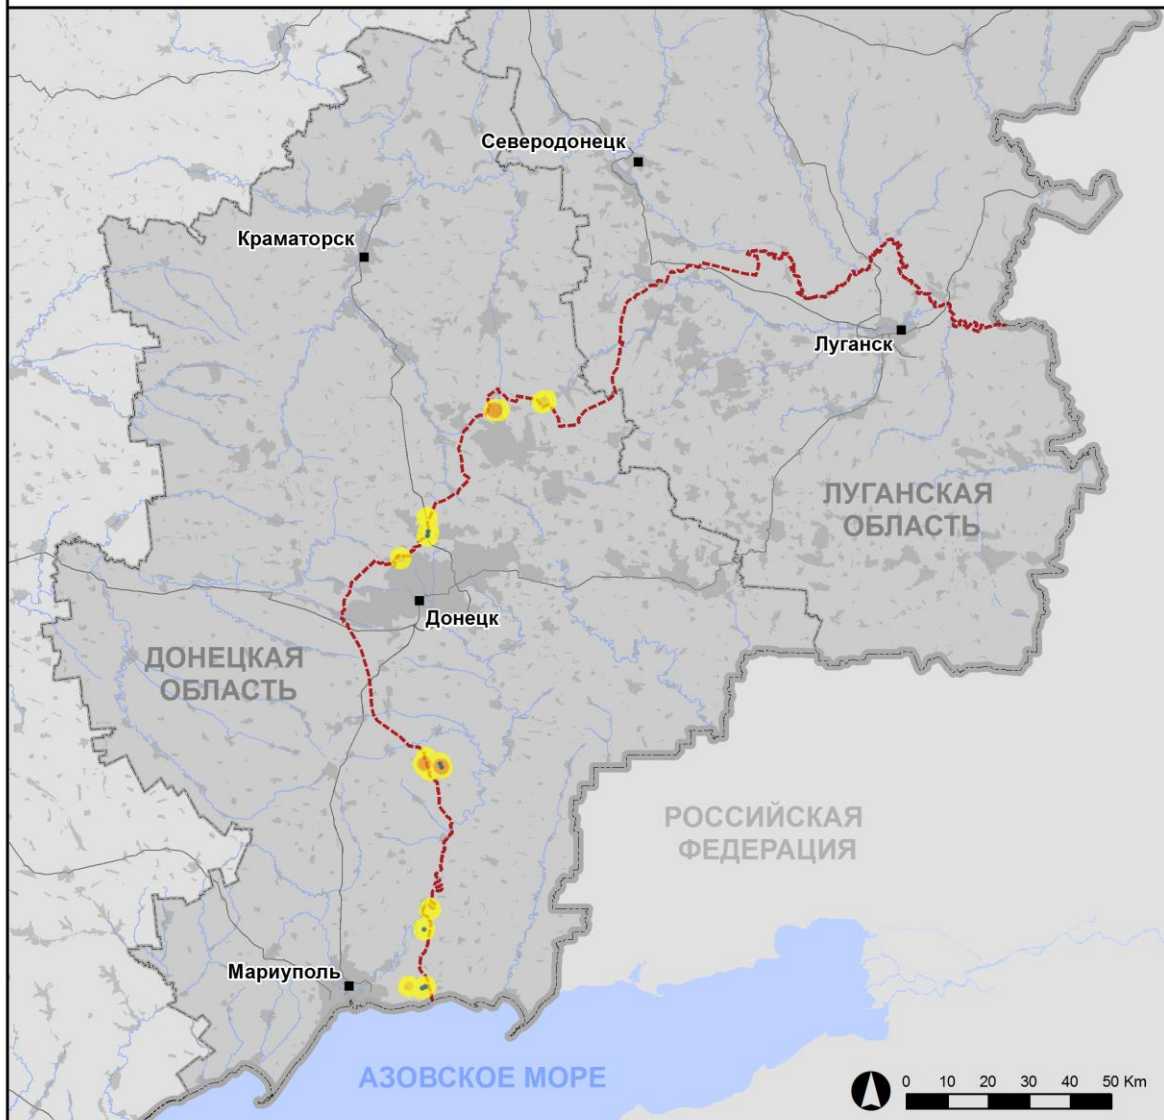 Северодонецк
Краматорск
Луганск
ЛУГАНСКАЯ
ОБЛАСТЬ
Донецк
ДОНЕЦКАЯ
ОБЛАСТЬ
РОССИЙСКАЯ
ФЕДЕРАЦИЯ
Мариуполь
АЗОВСКОЕ МОРЕ
0 10 20 30 40 50 Km